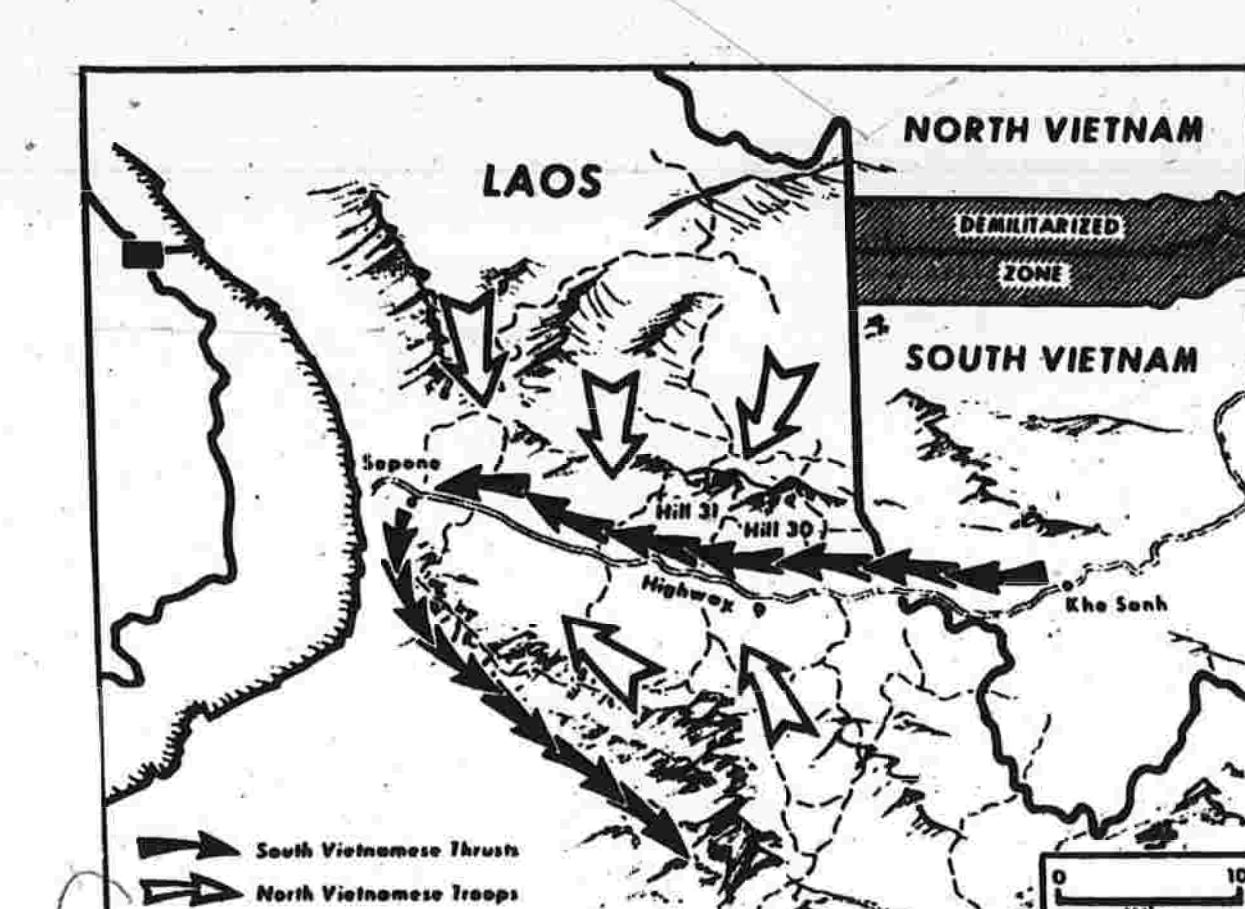 NORTH VIETNAM
LAOS
DEMILITARIZED
ZONE
SOUTH VIETNAM
Sepone
Hill 31
Hill 30
Highway 9
Khe Sanh
South Vietnamese Thrusts
North Vietnamese Troops
0 10